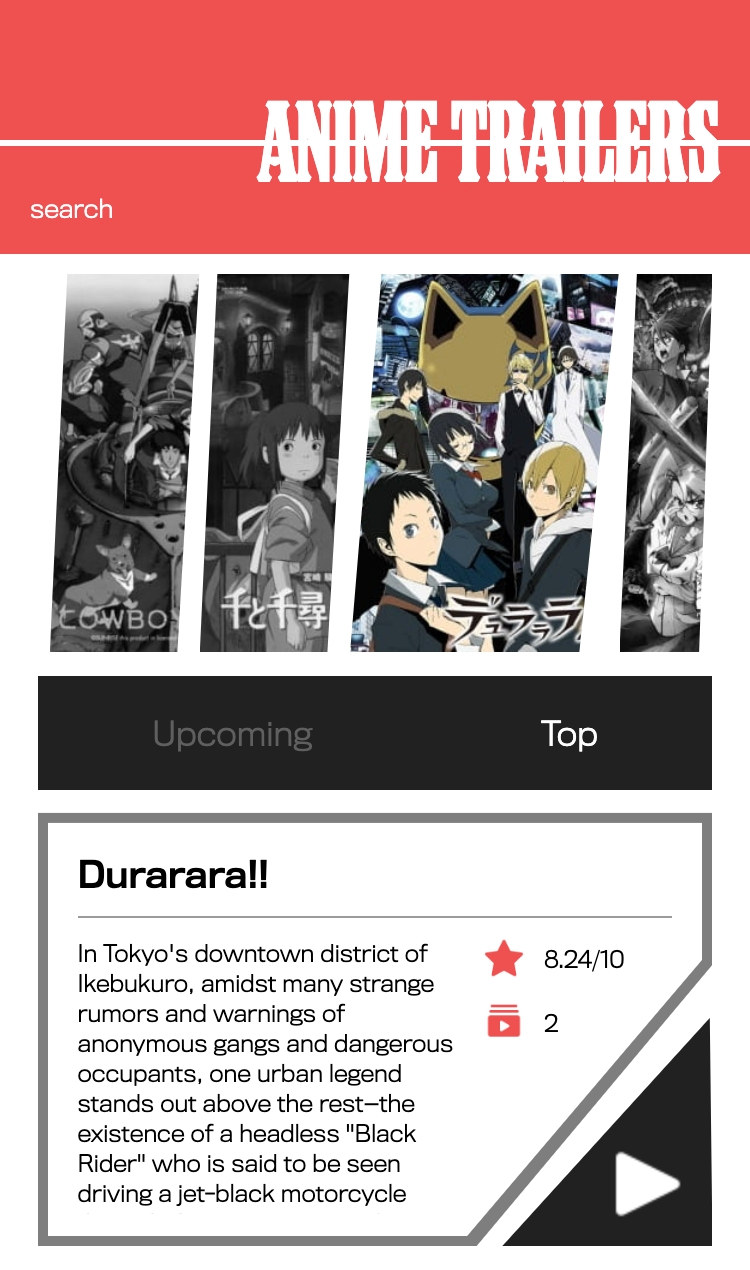 ANIME TRAILERS
search
COWBO
宮崎 駿
千と千尋
デュラララ
Upcoming
Top
Durarara!!
In Tokyo's downtown district of
Ikebukuro, amidst many strange
rumors and warnings of
anonymous gangs and dangerous
occupants, one urban legend
stands out above the rest—the
existence of a headless "Black
Rider" who is said to be seen
driving a jet-black motorcycle
8.24/10
2